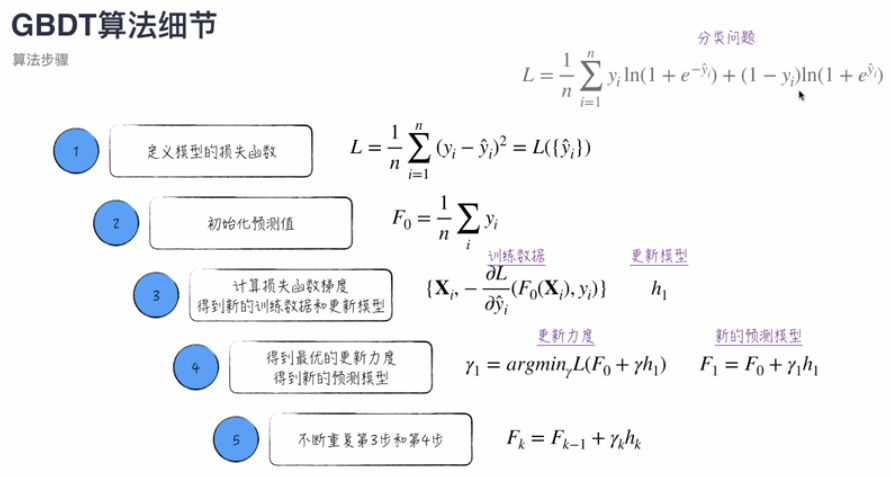 GBDT算法细节
算法步骤
分类问题
L = \frac{1}{n} \sum_{i=1}^{n} y_i \ln(1 + e^{-\hat{y}_i}) + (1 - y_i) \ln(1 + e^{\hat{y}_i})
1
定义模型的损失函数
L = \frac{1}{n} \sum_{i=1}^{n} (y_i - \hat{y}_i)^2 = L(\{\hat{y}_i\})
2
初始化预测值
F_0 = \frac{1}{n} \sum_{i} y_i
训练数据 更新模型
3
计算损失函数梯度
得到新的训练数据和更新模型
\{\mathbf{X}_i, -\frac{\partial L}{\partial \hat{y}_i}(F_0(\mathbf{X}_i), y_i)\} h_1
更新力度 新的预测模型
4
得到最优的更新力度
得到新的预测模型
\gamma_1 = argmin_\gamma L(F_0 + \gamma h_1) F_1 = F_0 + \gamma_1 h_1
5
不断重复第3步和第4步
F_k = F_{k-1} + \gamma_k h_k